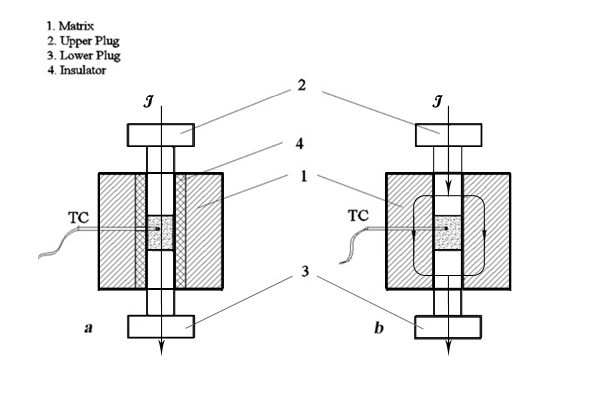 1. Matrix
2. Upper Plug
3. Lower Plug
4. Insulator
J
2
J
4
1
TC
TC
3
a
b